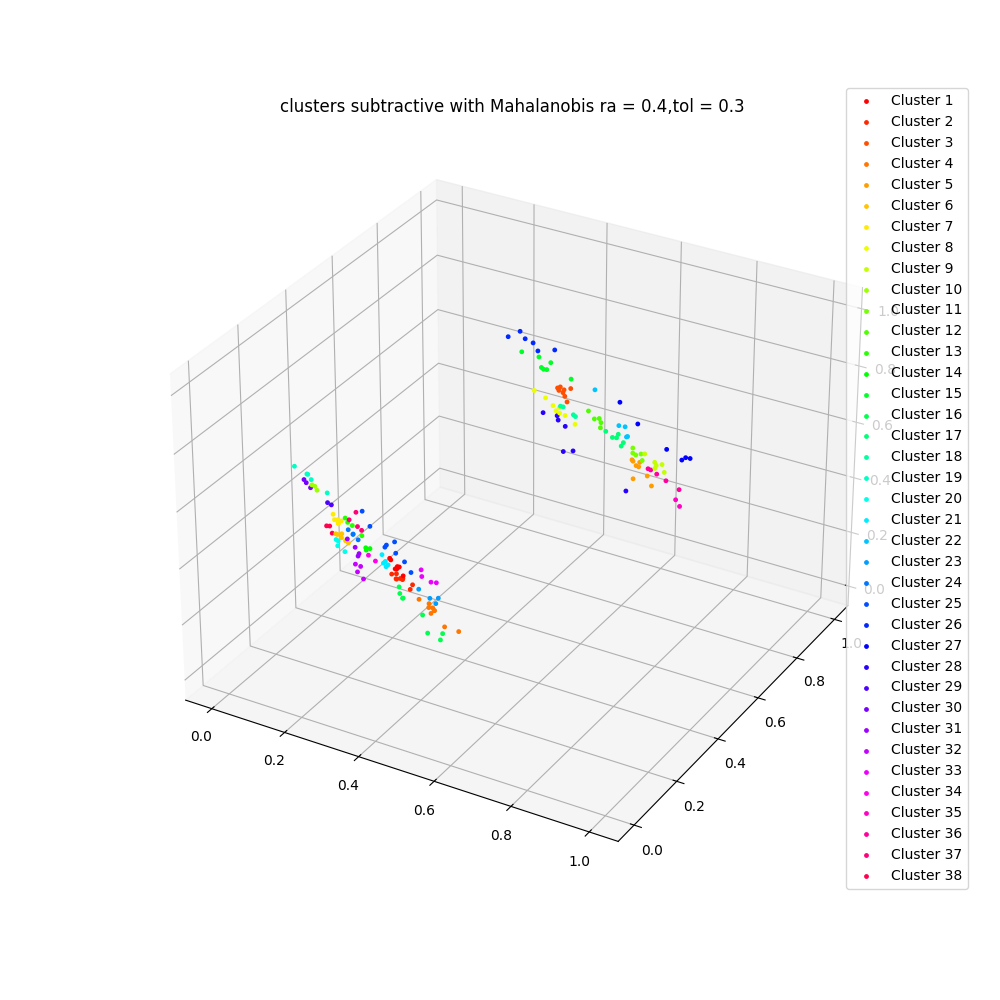 clusters subtractive with Mahalanobis ra = 0.4,tol = 0.3
Cluster 1
Cluster 2
Cluster 3
Cluster 4
Cluster 5
Cluster 6
Cluster 7
Cluster 8
Cluster 9
Cluster 10
Cluster 11
Cluster 12
Cluster 13
Cluster 14
Cluster 15
Cluster 16
Cluster 17
Cluster 18
Cluster 19
Cluster 20
Cluster 21
Cluster 22
Cluster 23
Cluster 24
Cluster 25
Cluster 26
Cluster 27
Cluster 28
Cluster 29
Cluster 30
Cluster 31
Cluster 32
Cluster 33
Cluster 34
Cluster 35
Cluster 36
Cluster 37
Cluster 38
0.8
0.6
0.4
0.2
0.0
1.0
0.8
0.6
0.4
0.2
0.0
0.0
0.2
0.4
0.6
0.8
1.0